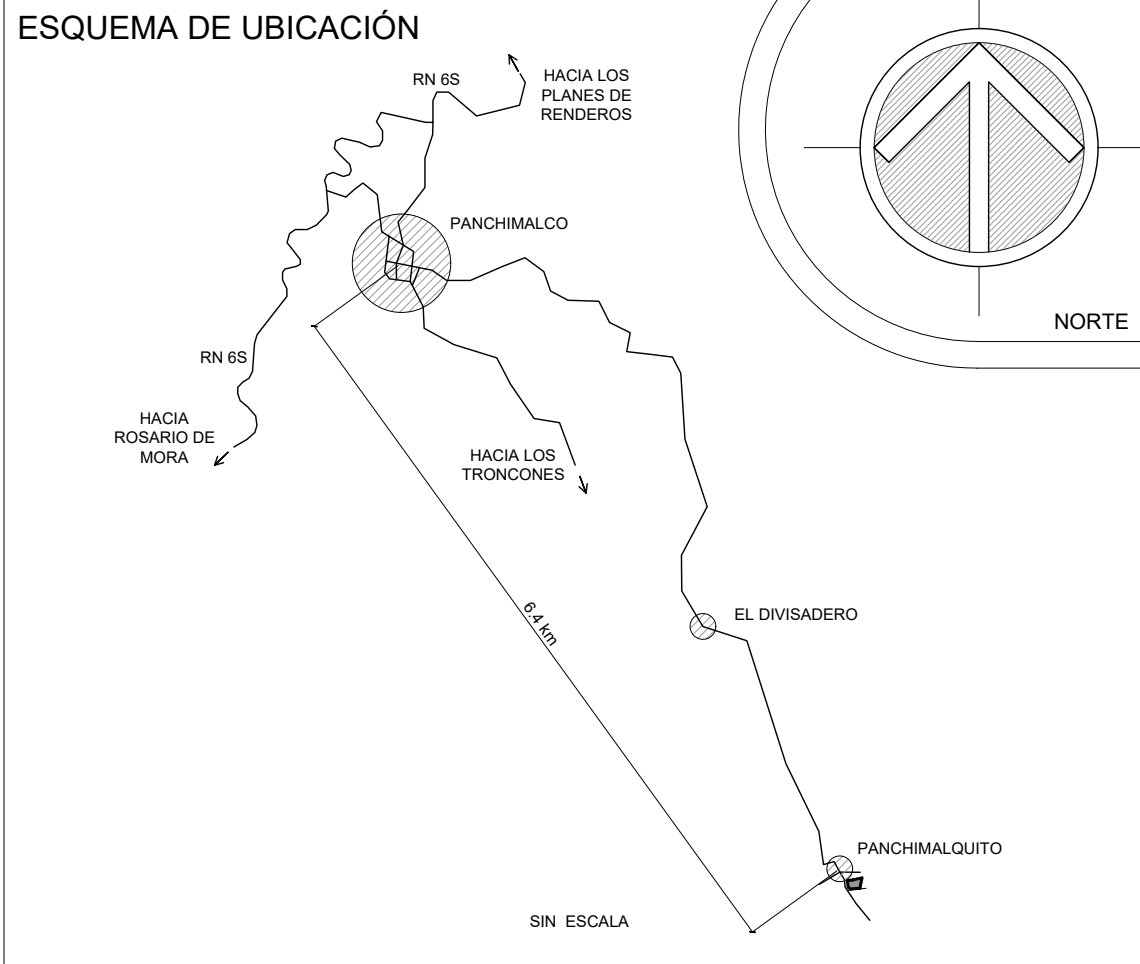 ESQUEMA DE UBICACIÓN
RN 6S
HACIA LOS
PLANES DE
RENDEROS
PANCHIMALCO
NORTE
RN 6S
HACIA
ROSARIO DE
MORA
HACIA LOS
TRONCONES
6.4 km
EL DIVISADERO
PANCHIMALQUITO
SIN ESCALA